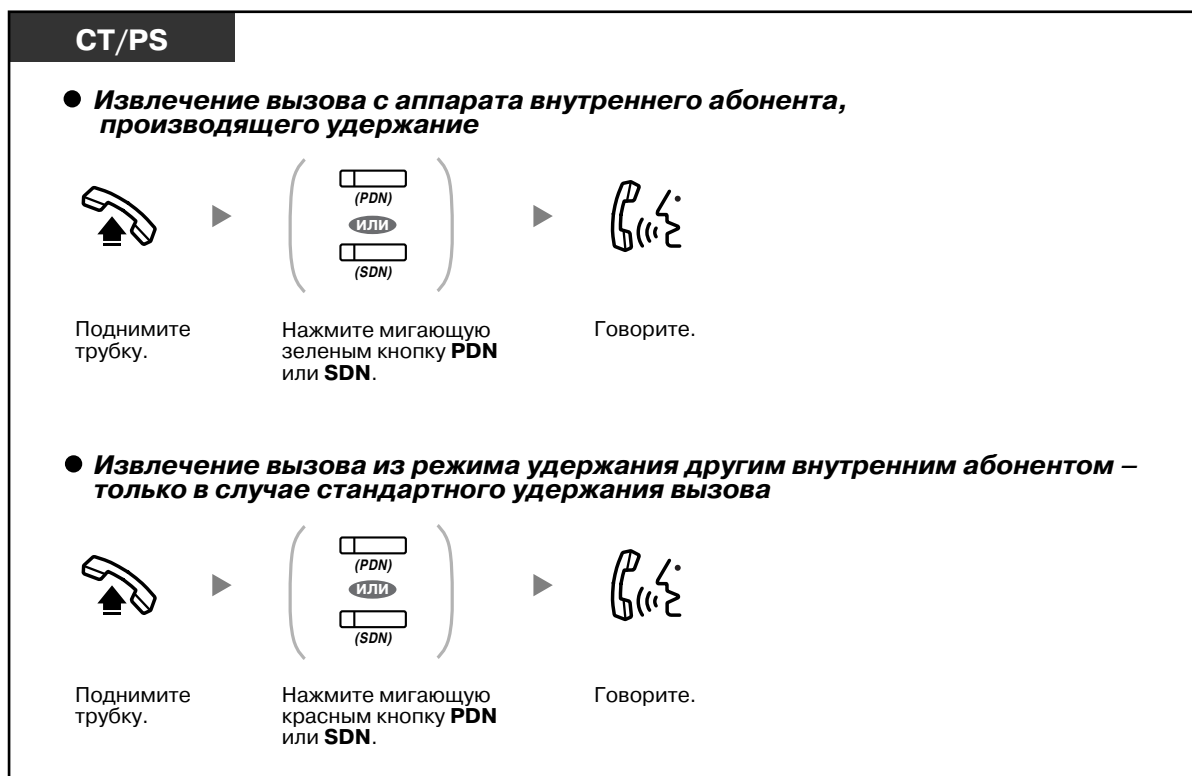 CT/PS
● Извлечение вызова с аппарата внутреннего абонента,
производящего удержание
(PDN)
ИЛИ
(SDN)
Поднимите
трубку.
Нажмите мигающую
зеленым кнопку PDN
или SDN.
Говорите.
● Извлечение вызова из режима удержания другим внутренним абонентом –
только в случае стандартного удержания вызова
(PDN)
ИЛИ
(SDN)
Поднимите
трубку.
Нажмите мигающую
красным кнопку PDN
или SDN.
Говорите.